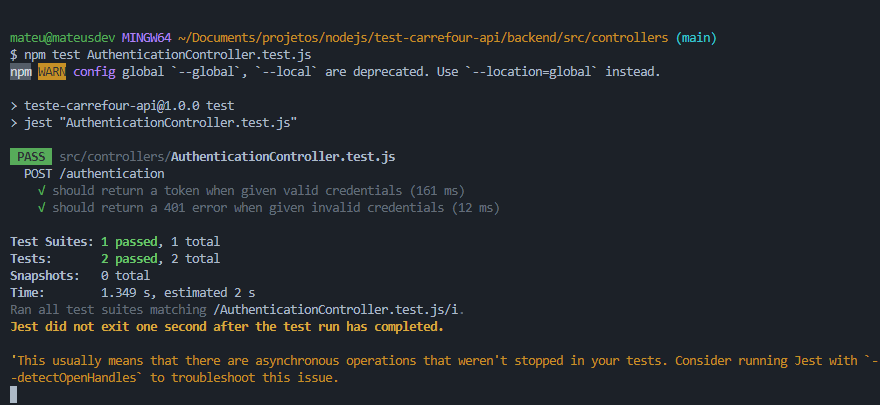 mateu@mateusdev MINGW64 ~/Documents/projetos/nodejs/test-carrefour-api/backend/src/controllers (main)
$ npm test AuthenticationController.test.js
npm WARN config global `--global`, `--local` are deprecated. Use `--location=global` instead.
> teste-carrefour-api@1.0.0 test
> jest "AuthenticationController.test.js"
PASS src/controllers/AuthenticationController.test.js
POST /authentication
√ should return a token when given valid credentials (161 ms)
√ should return a 401 error when given invalid credentials (12 ms)
Test Suites: 1 passed, 1 total
Tests: 2 passed, 2 total
Snapshots: 0 total
Time: 1.349 s, estimated 2 s
Ran all test suites matching /AuthenticationController.test.js/i.
Jest did not exit one second after the test run has completed.
'This usually means that there are asynchronous operations that weren't stopped in your tests. Consider running Jest with `-
-detectOpenHandles` to troubleshoot this issue.